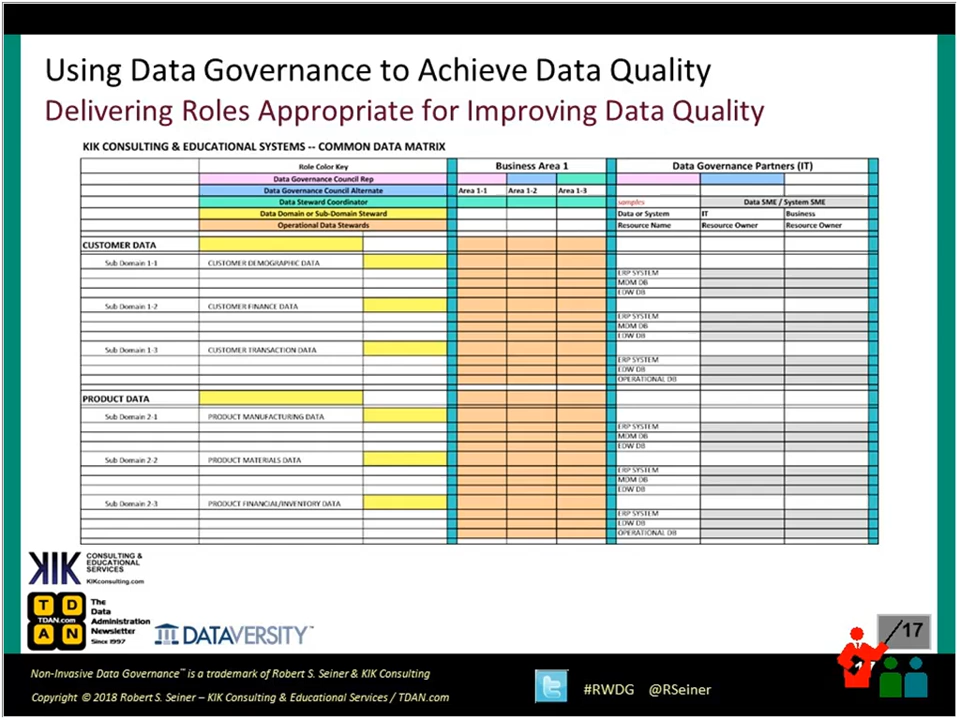 Using Data Governance to Achieve Data Quality
Delivering Roles Appropriate for Improving Data Quality
KIK CONSULTING & EDUCATIONAL SYSTEMS -- COMMON DATA MATRIX
Role Color Key Business Area 1 Data Governance Partners (IT)
Data Governance Council Rep
Data Governance Council Alternate Area 1-1 Area 1-2 Area 1-3
Data Steward Coordinator samples Data SME / System SME
Data Domain or Sub-Domain Steward Data or System IT Business
Operational Data Stewards Resource Name Resource Owner Resource Owner
CUSTOMER DATA
Sub Domain 1-1 CUSTOMER DEMOGRAPHIC DATA
ERP SYSTEM
MDM DB
EDW DB
Sub Domain 1-2 CUSTOMER FINANCE DATA
ERP SYSTEM
MDM DB
EDW DB
Sub Domain 1-3 CUSTOMER TRANSACTION DATA
ERP SYSTEM
EDW DB
OPERATIONAL DB
PRODUCT DATA
Sub Domain 2-1 PRODUCT MANUFACTURING DATA
ERP SYSTEM
MDM DB
EDW DB
Sub Domain 2-2 PRODUCT MATERIALS DATA
ERP SYSTEM
MDM DB
EDW DB
Sub Domain 2-3 PRODUCT FINANCIAL/INVENTORY DATA
ERP SYSTEM
EDW DB
OPERATIONAL DB
KIK CONSULTING &
EDUCATIONAL
SERVICES
KIKconsulting.com
T D
TDAN.com
A N
The
Data
Administration
Newsletter
Since 1997
DATAVERSITY™
/17
Non-Invasive Data Governance™ is a trademark of Robert S. Seiner & KIK Consulting
Copyright © 2018 Robert S. Seiner – KIK Consulting & Educational Services / TDAN.com
#RWDG @RSeiner